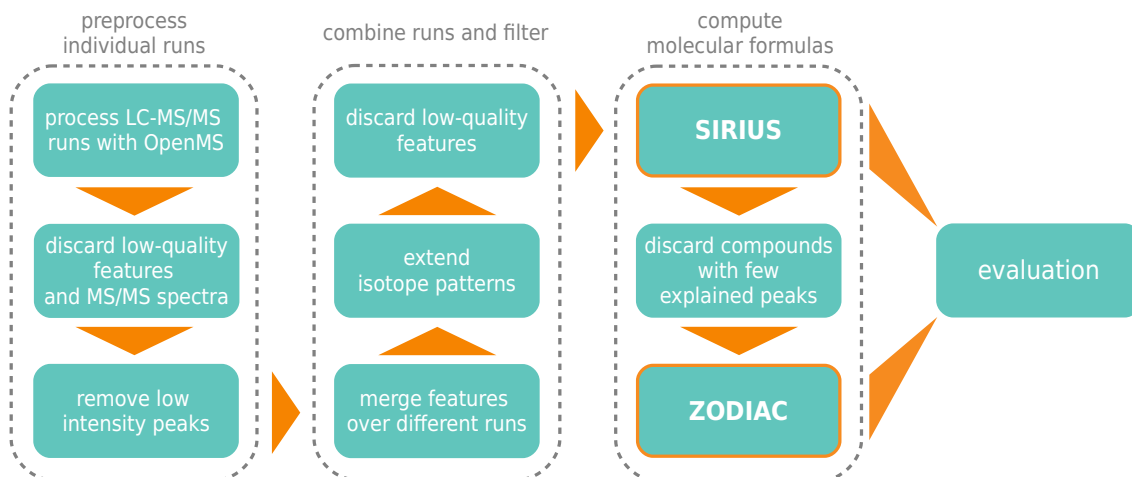 preprocess
individual runs
process LC-MS/MS
runs with OpenMS
discard low-quality
features
and MS/MS spectra
remove low
intensity peaks
combine runs and filter
discard low-quality
features
extend
isotope patterns
merge features
over different runs
compute
molecular formulas
SIRIUS
discard compounds
with few
explained peaks
ZODIAC
evaluation